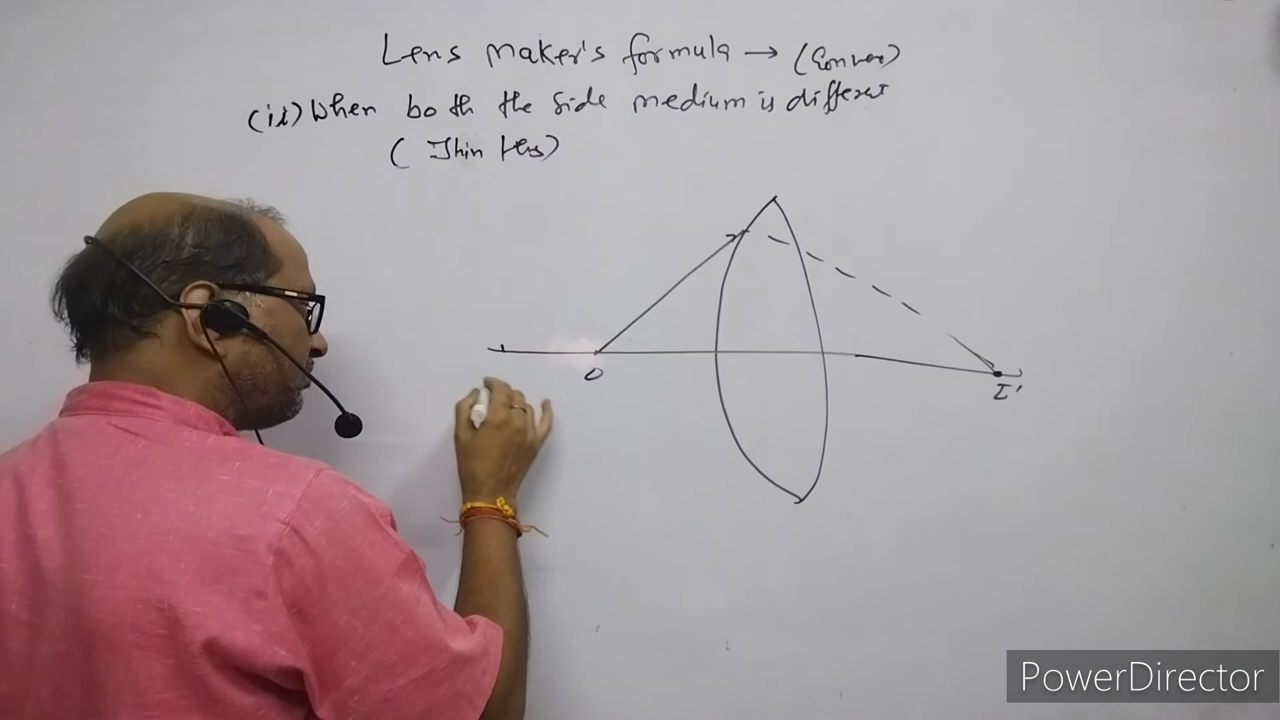 Lens Maker's formula → (Convex)
(ii) When both the side medium is different
( Thin lens)
O
I'
PowerDirector